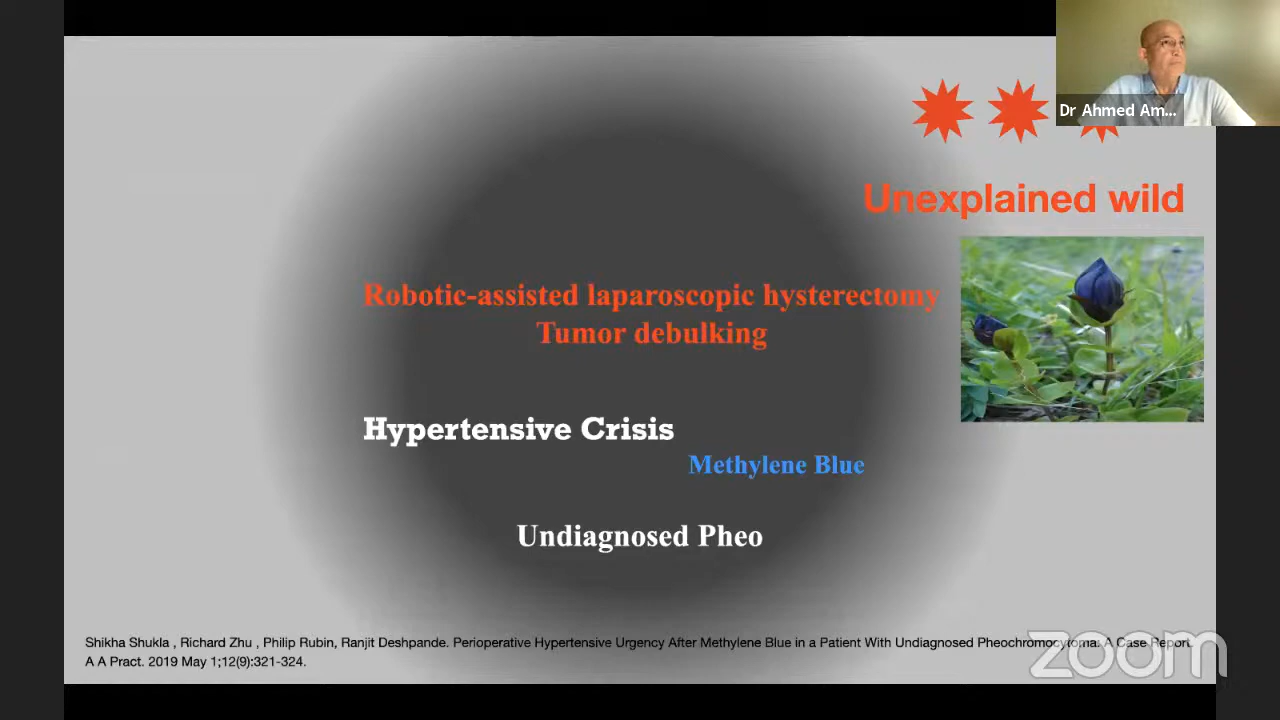 Dr Ahmed Am...
Unexplained wild
Robotic-assisted laparoscopic hysterectomy
Tumor debulking
Hypertensive Crisis
Methylene Blue
Undiagnosed Pheo
Shikha Shukla , Richard Zhu , Philip Rubin, Ranjit Deshpande. Perioperative Hypertensive Urgency After Methylene Blue in a Patient With Undiagnosed Pheochromocytoma: A Case Report.
A A Pract. 2019 May 1;12(9):321-324.
zoom